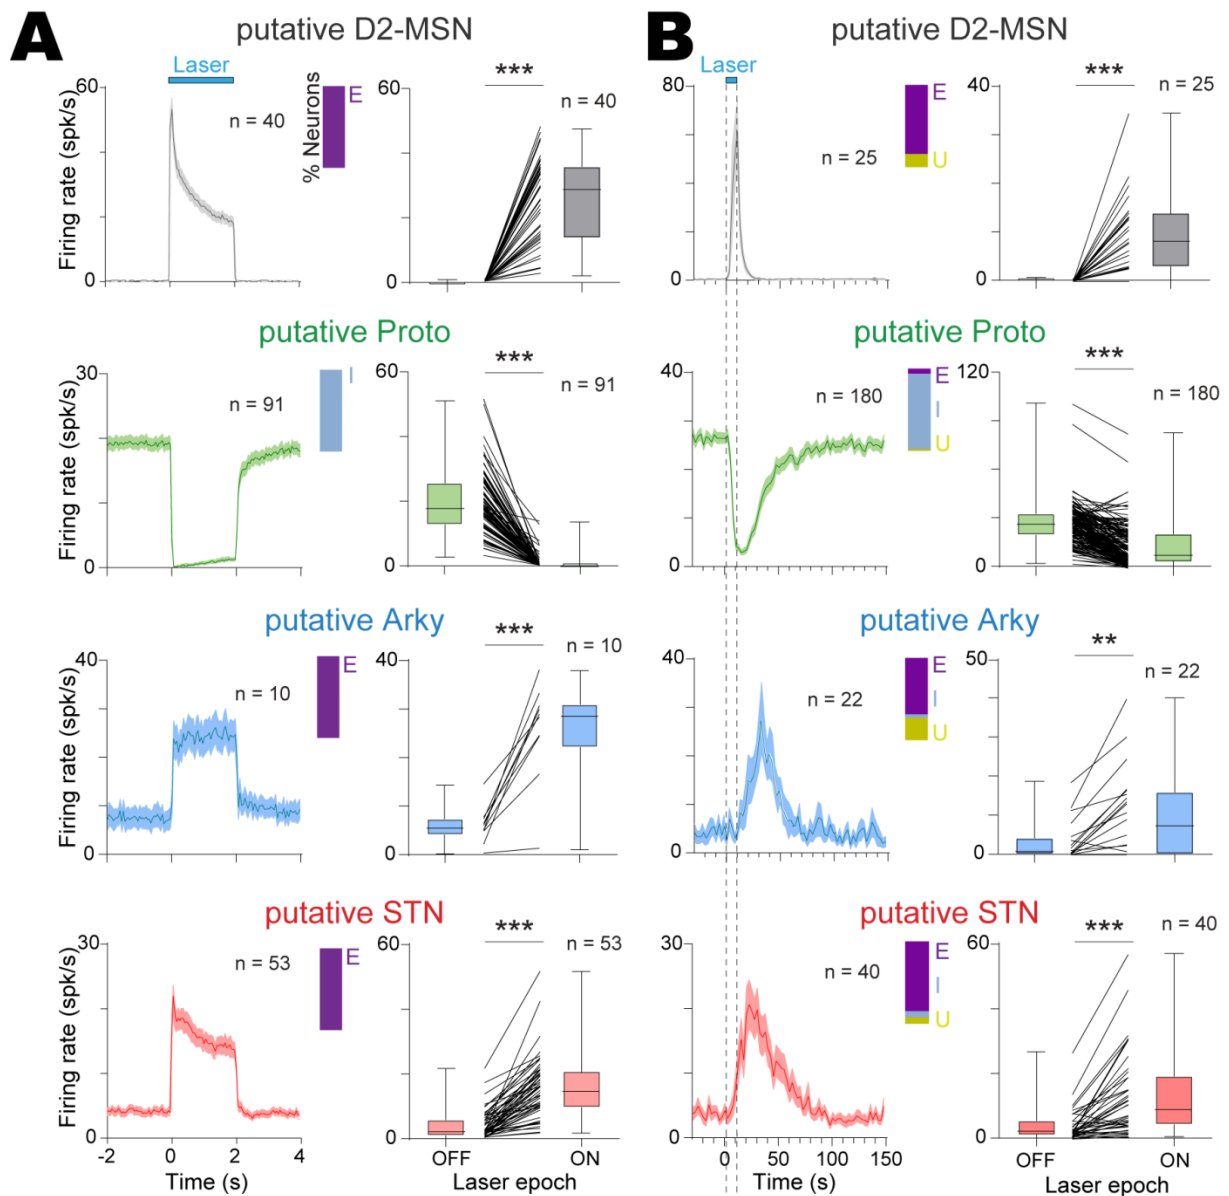 A
putative D2-MSN
Laser
60
0
Firing rate (spk/s)
n = 40
% Neurons
E
60
0
***
n = 40
putative Proto
30
0
Firing rate (spk/s)
n = 91
I
60
0
***
n = 91
putative Arky
40
0
Firing rate (spk/s)
n = 10
E
40
0
***
n = 10
putative STN
30
0
Firing rate (spk/s)
n = 53
E
60
0
***
n = 53
-2 0 2 4
Time (s)
OFF ON
Laser epoch
B
putative D2-MSN
Laser
80
0
n = 25
E
U
40
0
***
n = 25
putative Proto
40
0
n = 180
E
I
U
120
0
***
n = 180
putative Arky
40
0
n = 22
E
I
U
50
0
**
n = 22
putative STN
30
0
n = 40
E
I
U
60
0
***
n = 40
0 50 100 150
Time (s)
OFF ON
Laser epoch